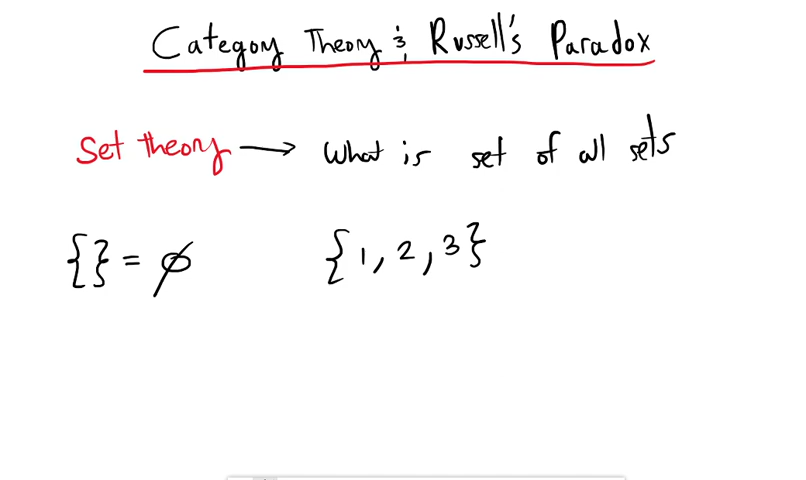 Category Theory & Russell's Paradox
Set theory → What is set of all sets
{} = ∅ {1, 2, 3}